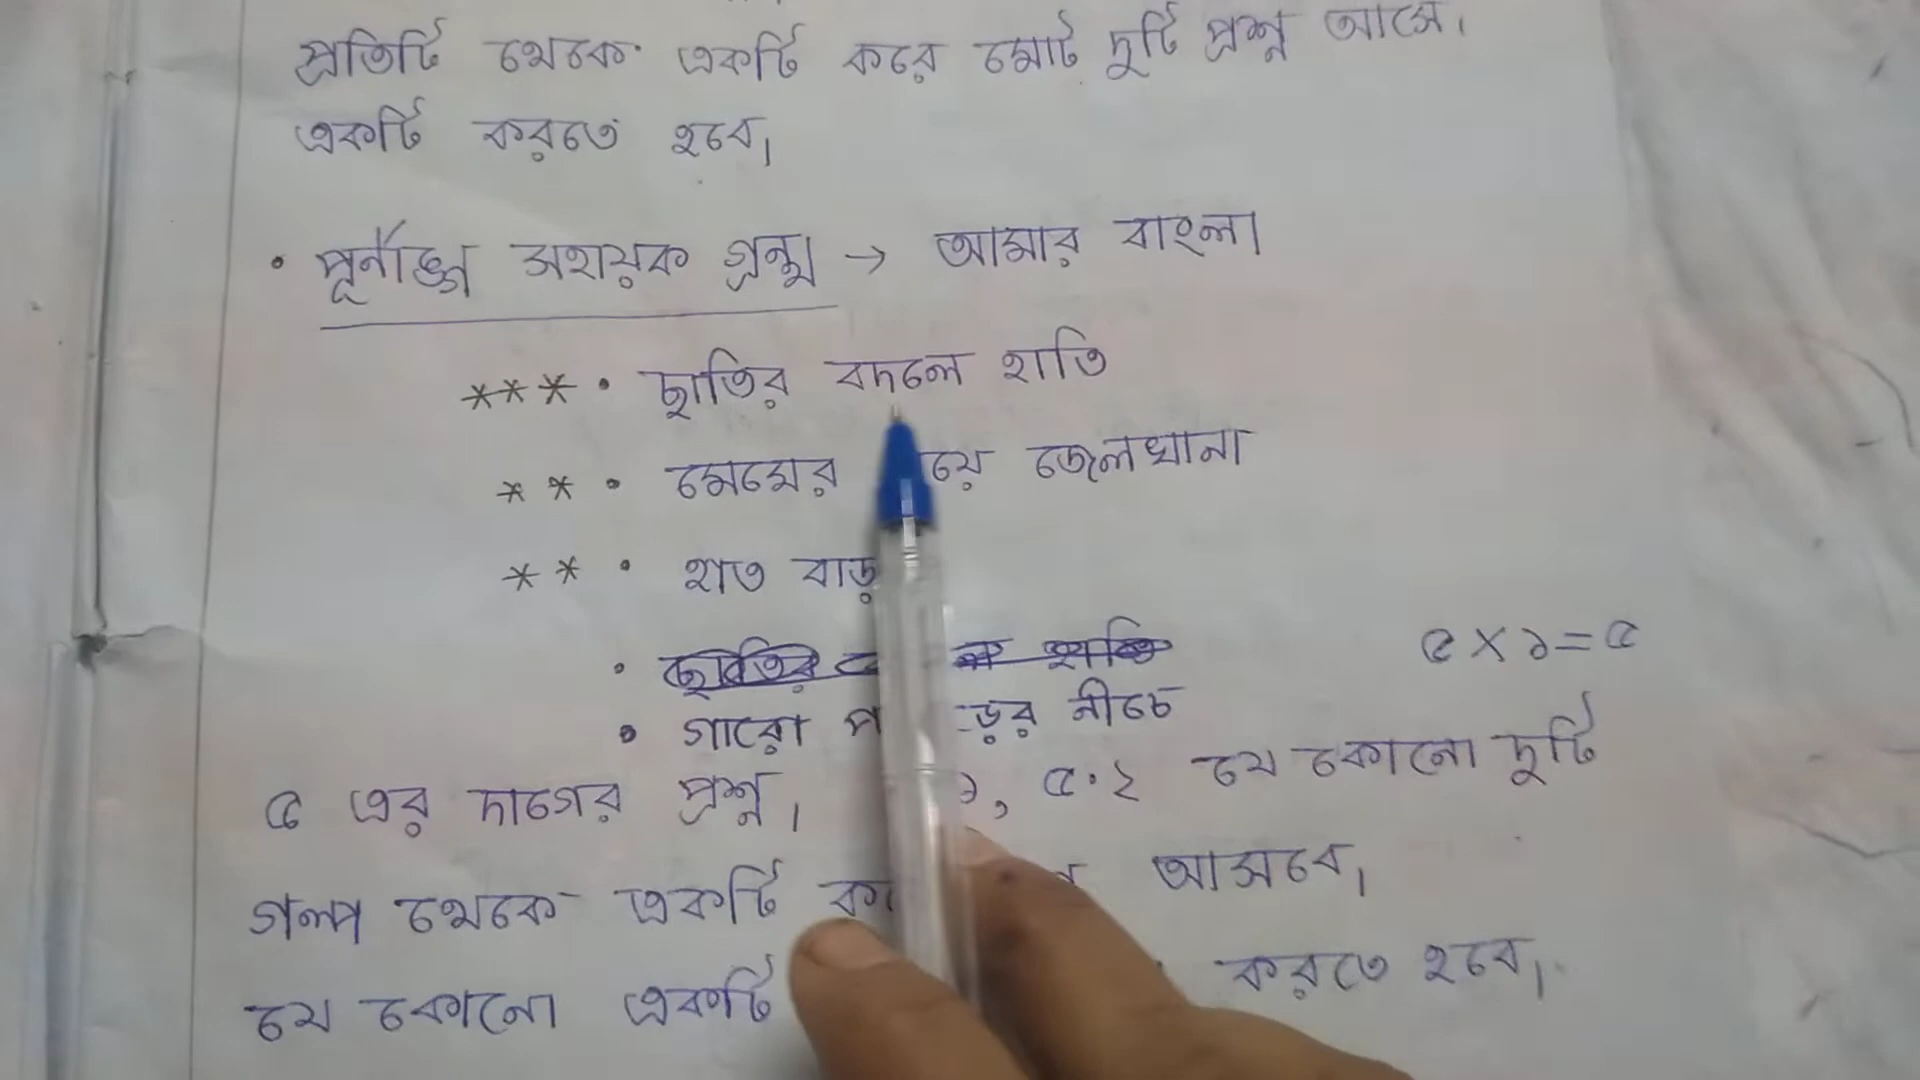 প্রতিটি থেকে একটি করে মোট দুটি প্রশ্ন আসে।
একটি করতে হবে।
• পূর্নাঙ্গ সহায়ক গ্রন্থ → আমার বাংলা
*** • ছাতির বদলে হাতি
** • মেঘের য়ে জেলখানা
** • হাত বাড়
• ছাতির হাতি
• গারো প ড়ের নীচে
৫ x ১ = ৫
৫ এর দাগের প্রশ্ন। ১, ৫.২ যে কোনো দুটি
গল্প থেকে একটি ক আসবে।
যে কোনো একটি করতে হবে।